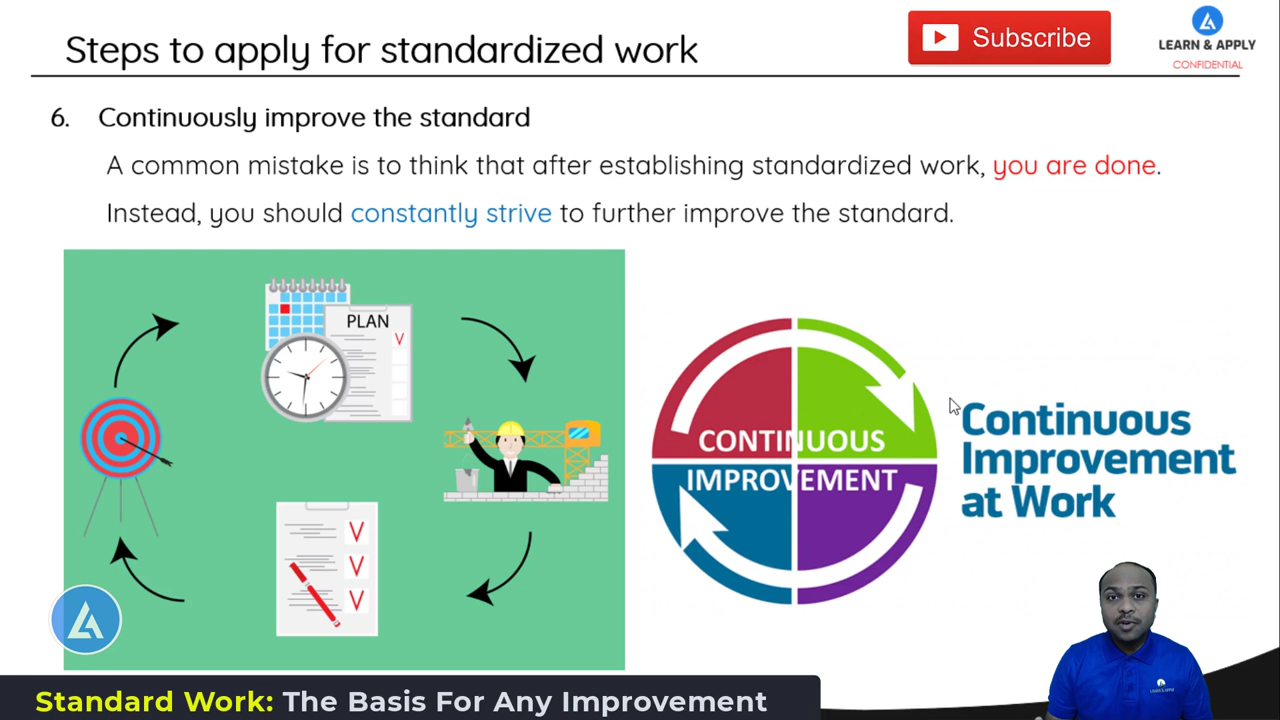 Steps to apply for standardized work
Subscribe
LEARN & APPLY
CONFIDENTIAL
6. Continuously improve the standard
A common mistake is to think that after establishing standardized work, you are done.
Instead, you should constantly strive to further improve the standard.
PLAN
V
V
V
V
CONTINUOUS
IMPROVEMENT
Continuous
Improvement
at Work
LEARN & APPLY
Standard Work: The Basis For Any Improvement